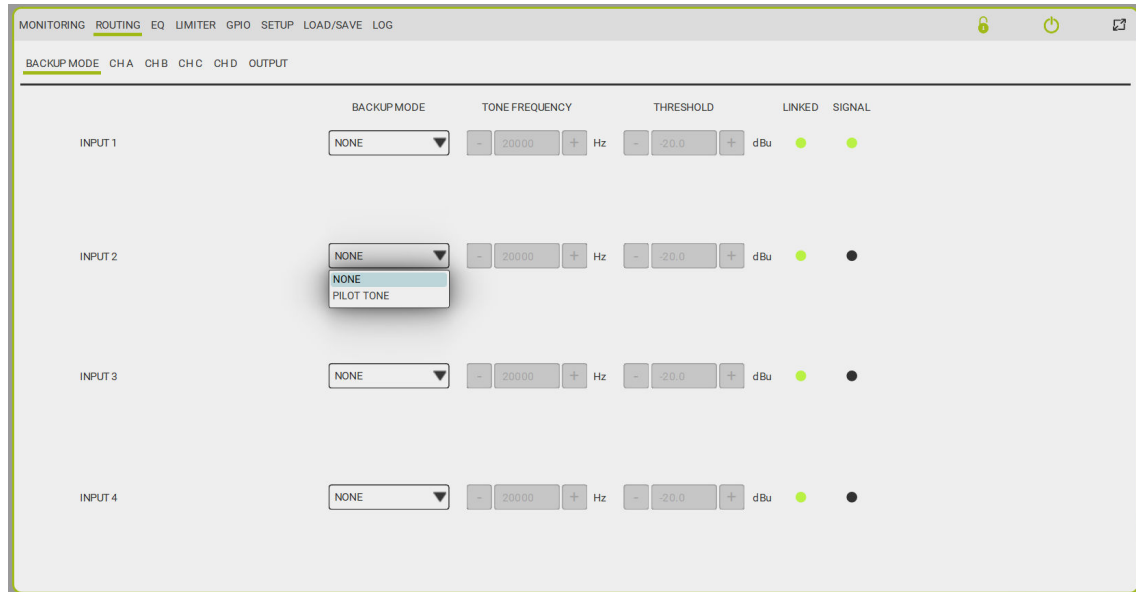 MONITORING ROUTING EQ LIMITER GPIO SETUP LOAD/SAVE LOG
BACKUP MODE CH A CH B CH C CH D OUTPUT
BACKUP MODE TONE FREQUENCY THRESHOLD LINKED SIGNAL
INPUT 1 NONE - 20000 + Hz - -20.0 + dBu
INPUT 2 NONE - 20000 + Hz - -20.0 + dBu
NONE
PILOT TONE
INPUT 3 NONE - 20000 + Hz - -20.0 + dBu
INPUT 4 NONE - 20000 + Hz - -20.0 + dBu